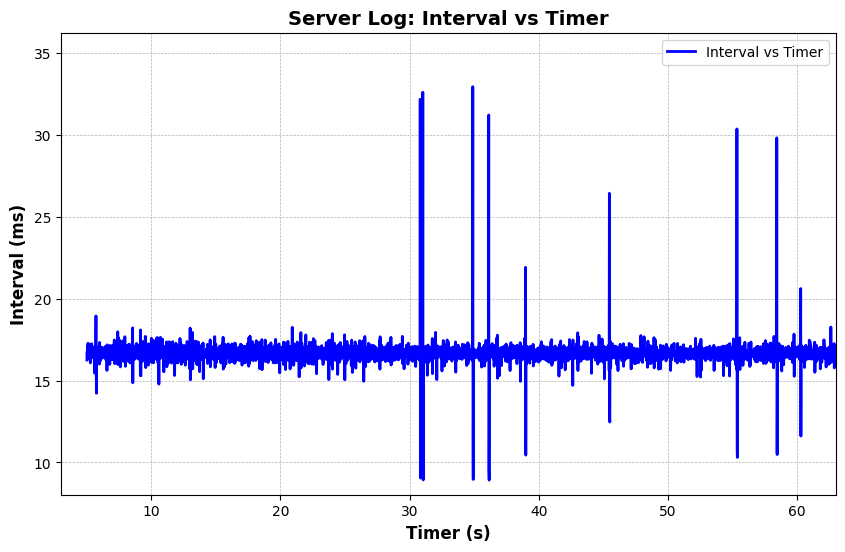 Server Log: Interval vs Timer
Interval vs Timer
Interval (ms)
35
30
25
20
15
10
10 20 30 40 50 60
Timer (s)